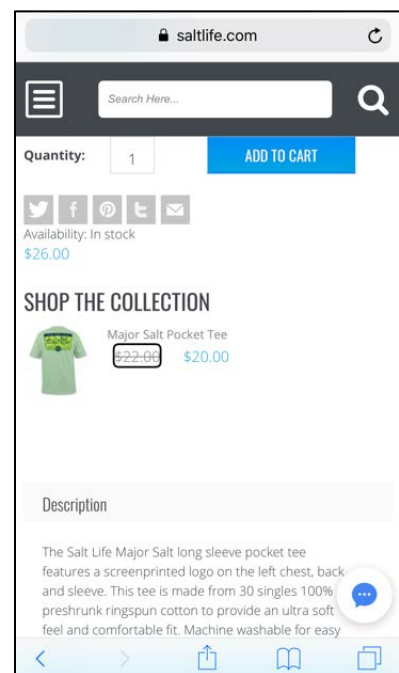 saltlife.com
Search Here...
Quantity: 1 ADD TO CART
Availability: In stock
$26.00
SHOP THE COLLECTION
Major Salt Pocket Tee
$22.00 $20.00
Description
The Salt Life Major Salt long sleeve pocket tee
features a screenprinted logo on the left chest, back
and sleeve. This tee is made from 30 singles 100%
preshrunk ringspun cotton to provide an ultra soft
feel and comfortable fit. Machine washable for easy